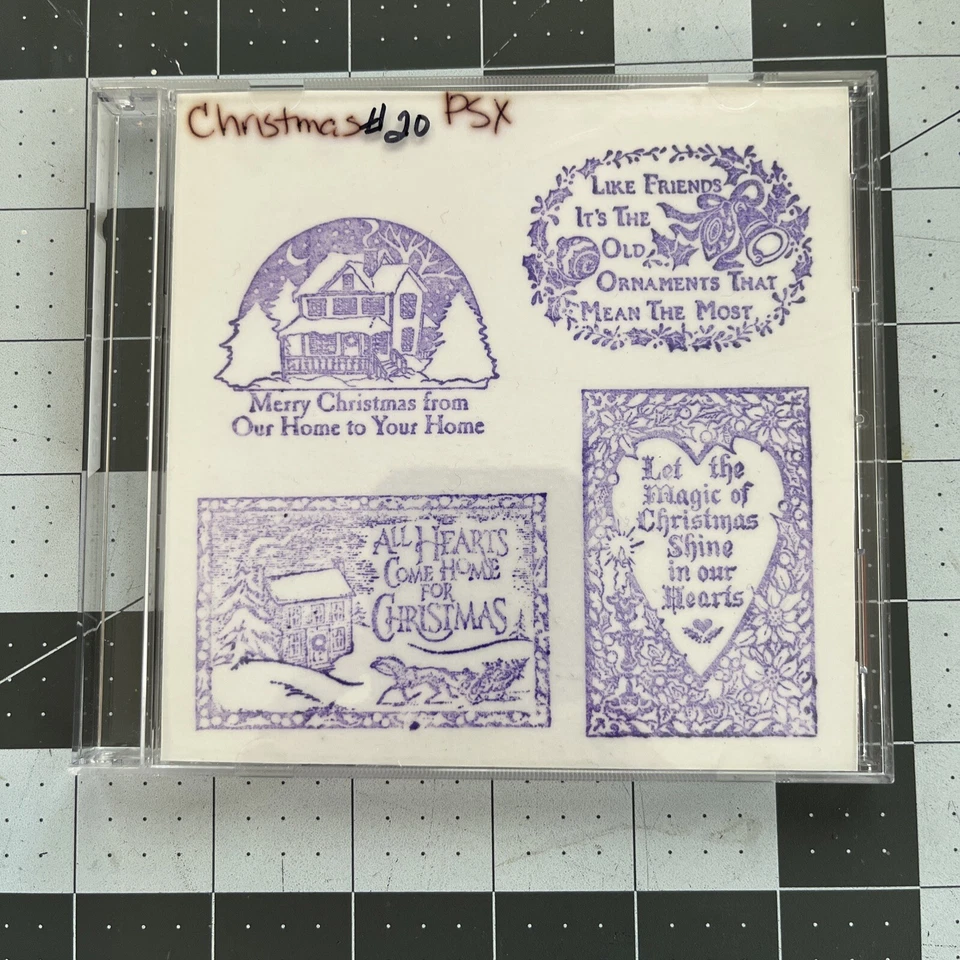 Christmas #20 PSX
LIKE FRIENDS
IT'S THE
OLD
ORNAMENTS THAT
MEAN THE MOST
Merry Christmas from
Our Home to Your Home
Let the
Magic of
Christmas
Shine
in our
Hearts
ALL HEARTS
COME HOME
FOR
CHRISTMAS